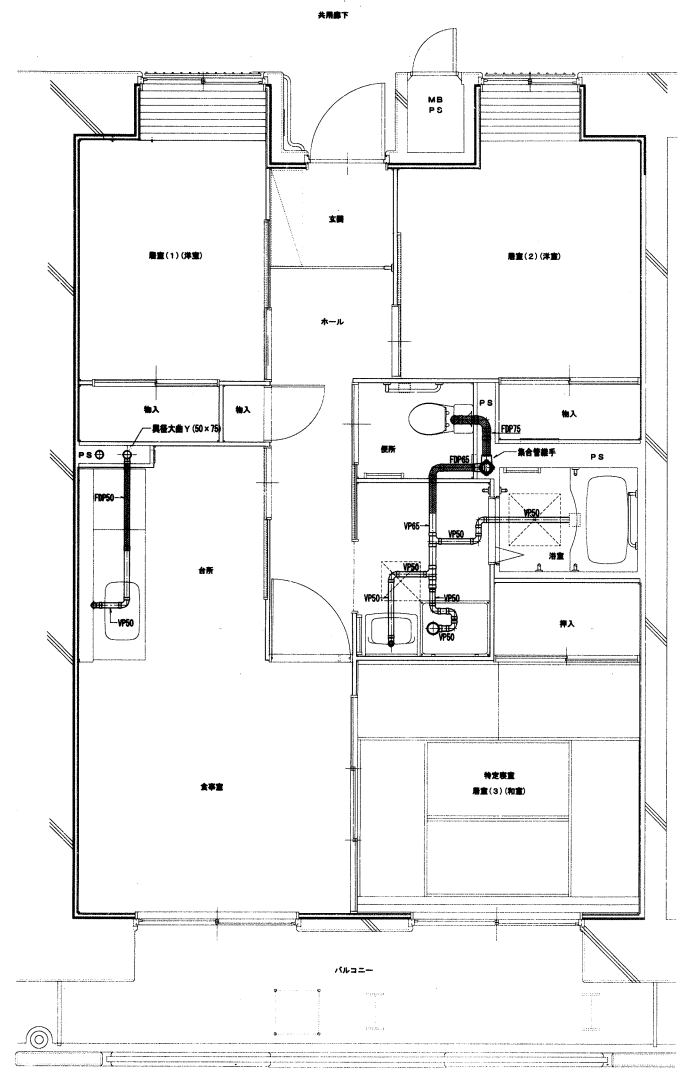 共用廊下
MB
PS
玄関
居室(1)(洋室)
居室(2)(洋室)
ホール
物入
物入
物入
PS
異径大曲Y(50×75)
便所
FDP75
PS
FDP65
集合管継手
PS
FDP50
VP65
VP50
VP50
浴室
台所
VP50
VP50
VP50
VP50
VP50
押入
特定寝室
居室(3)(和室)
食事室
バルコニー